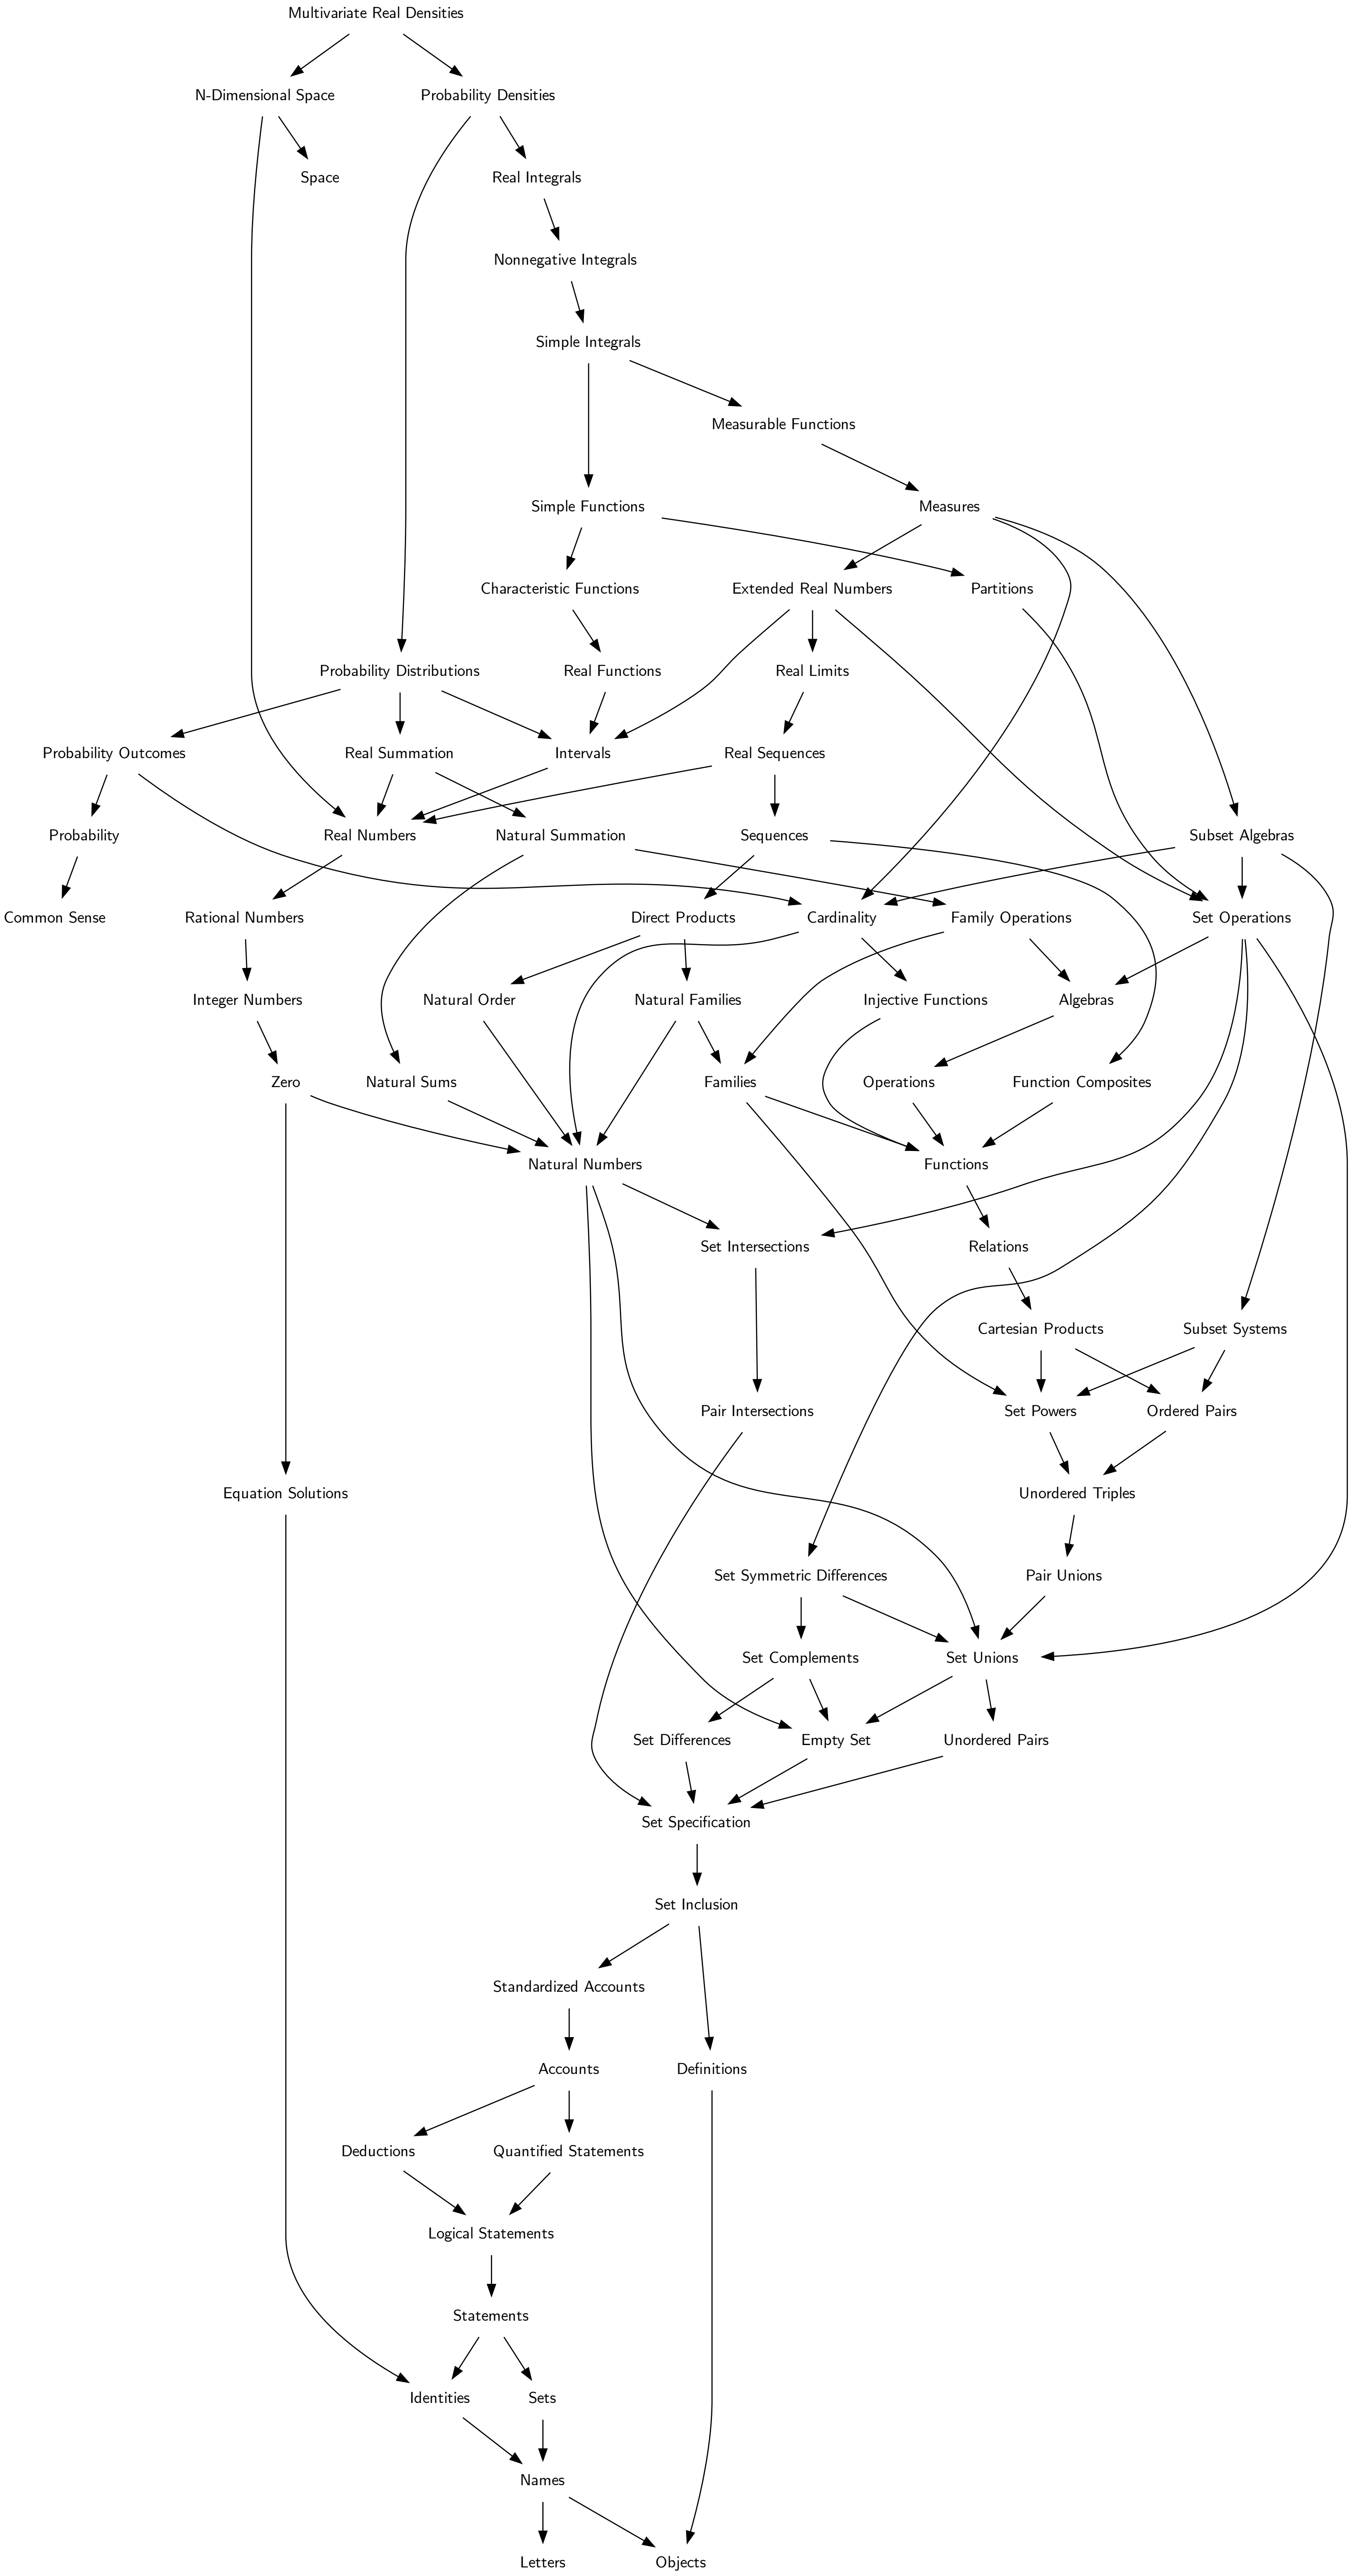 Multivariate Real Densities
N-Dimensional Space
Probability Densities
Space
Real Integrals
Nonnegative Integrals
Simple Integrals
Measurable Functions
Simple Functions
Measures
Characteristic Functions
Extended Real Numbers
Partitions
Probability Distributions
Real Functions
Real Limits
Probability Outcomes
Real Summation
Intervals
Real Sequences
Probability
Real Numbers
Natural Summation
Sequences
Subset Algebras
Common Sense
Rational Numbers
Direct Products
Cardinality
Family Operations
Set Operations
Integer Numbers
Natural Order
Natural Families
Injective Functions
Algebras
Zero
Natural Sums
Families
Operations
Function Composites
Natural Numbers
Functions
Set Intersections
Relations
Cartesian Products
Subset Systems
Pair Intersections
Set Powers
Ordered Pairs
Equation Solutions
Unordered Triples
Set Symmetric Differences
Pair Unions
Set Complements
Set Unions
Set Differences
Empty Set
Unordered Pairs
Set Specification
Set Inclusion
Standardized Accounts
Accounts
Definitions
Deductions
Quantified Statements
Logical Statements
Statements
Identities
Sets
Names
Letters
Objects